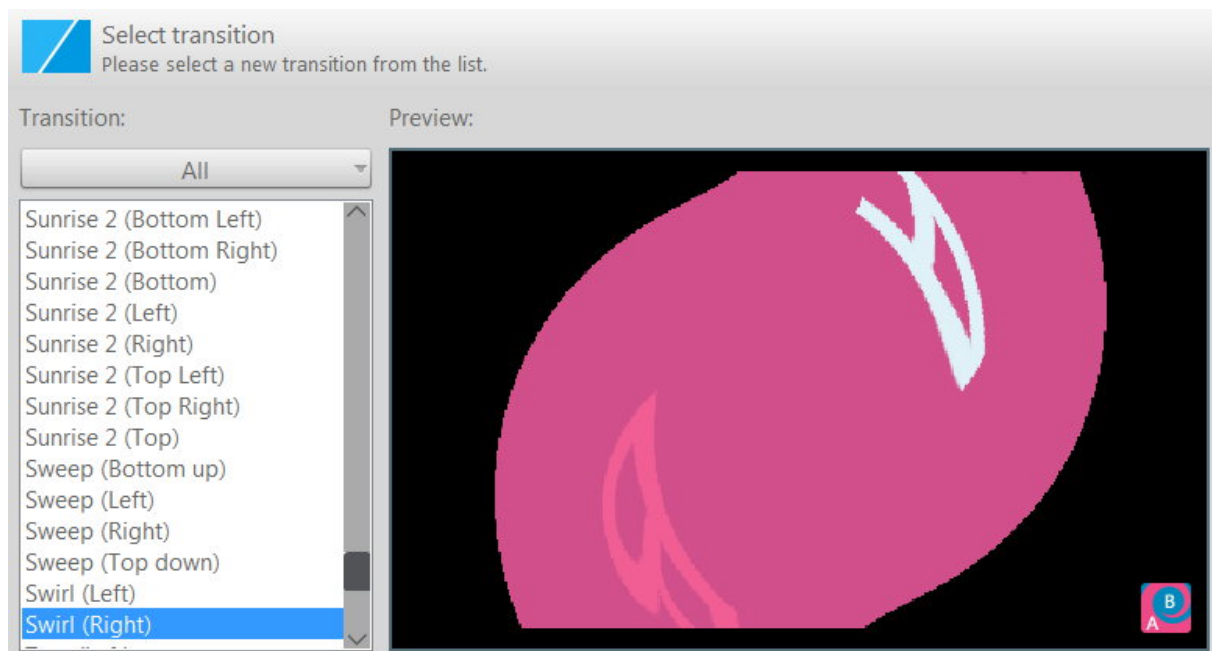 Select transition
Please select a new transition from the list.
Transition:
Preview:
All
Sunrise 2 (Bottom Left)
Sunrise 2 (Bottom Right)
Sunrise 2 (Bottom)
Sunrise 2 (Left)
Sunrise 2 (Right)
Sunrise 2 (Top Left)
Sunrise 2 (Top Right)
Sunrise 2 (Top)
Sweep (Bottom up)
Sweep (Left)
Sweep (Right)
Sweep (Top down)
Swirl (Left)
Swirl (Right)
B
A